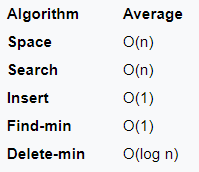 Algorithm Average
Space O(n)
Search O(n)
Insert O(1)
Find-min O(1)
Delete-min O(log n)